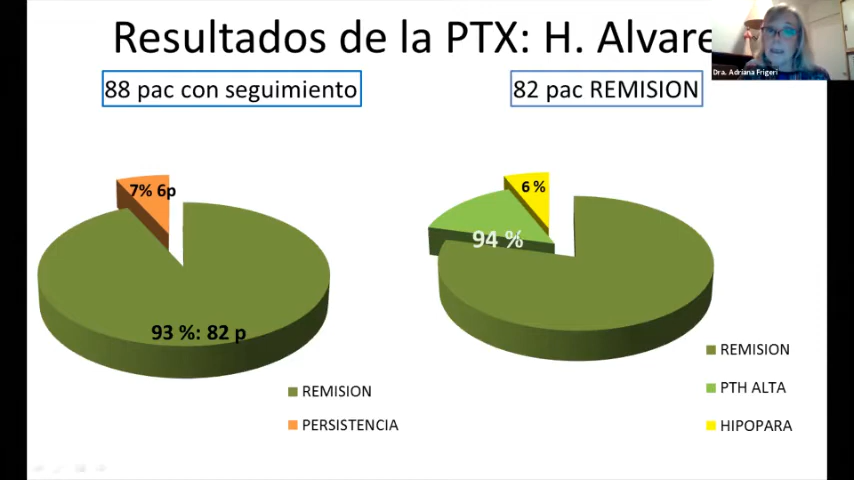 Resultados de la PTX: H. Alvare
Dra. Adriana Frigeri
88 pac con seguimiento
82 pac REMISION
7% 6p
6 %
94 %
93 %: 82 p
REMISION
PERSISTENCIA
REMISION
PTH ALTA
HIPOPARA